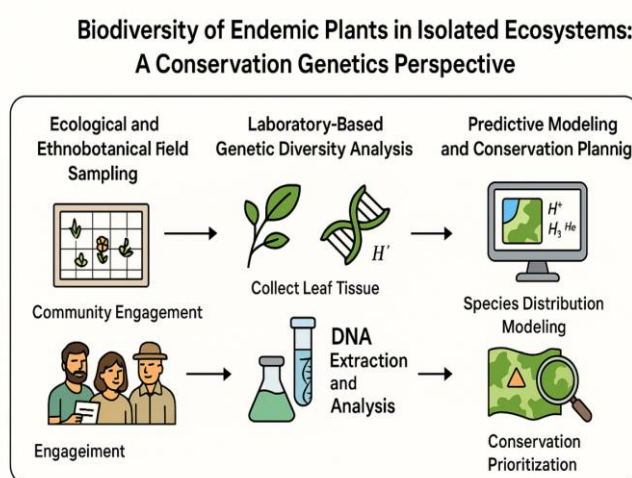 Biodiversity of Endemic Plants in Isolated Ecosystems:
A Conservation Genetics Perspective
Ecological and
Ethnobotanical Field
Sampling
Community Engagement
Engageiment
Laboratory-Based
Genetic Diversity Analysis
H′
Collect Leaf Tissue
DNA
Extraction
and
Analysis
Predictive Modeling
and Conservation Plannig
H⁺
H₃ He
Species Distribution
Modeling
Conservation
Prioritization